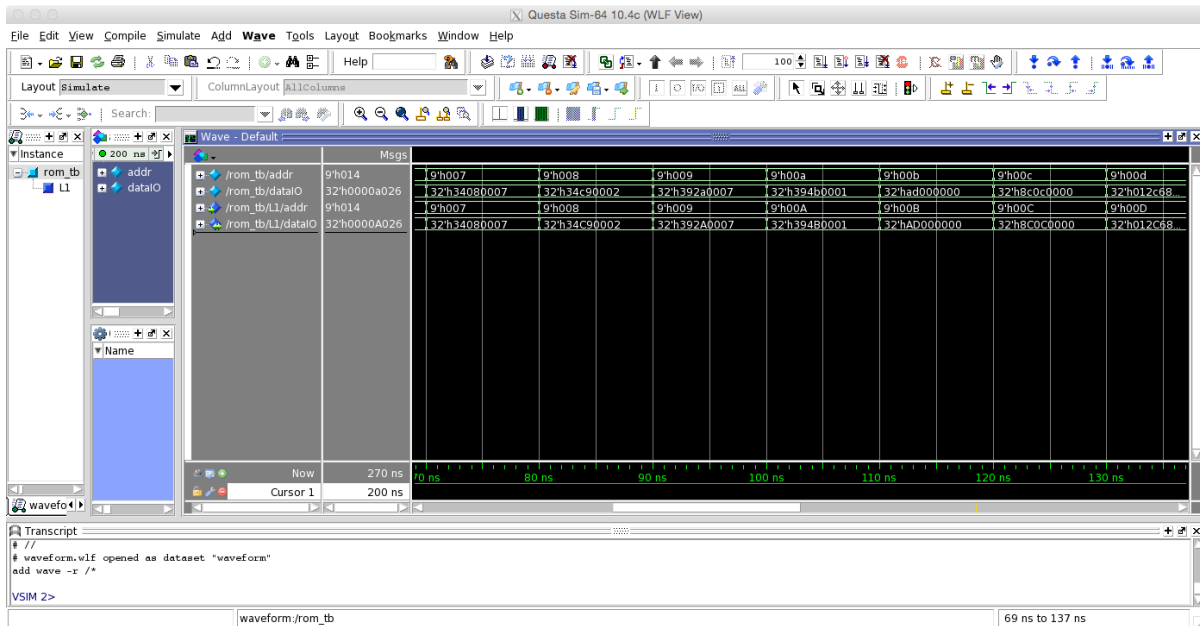 Questa Sim-64 10.4c (WLF View)
File Edit View Compile Simulate Add Wave Tools Layout Bookmarks Window Help
Help 100
Layout Simulate ColumnLayout AllColumns
Search:
Wave - Default
Instance 200 ns Msgs
rom_tb addr /rom_tb/addr 9'h014 9'h007 9'h008 9'h009 9'h00a 9'h00b 9'h00c 9'h00d
L1 dataIO /rom_tb/dataIO 32'h0000a026 32'h34080007 32'h34c90002 32'h392a0007 32'h394b0001 32'had000000 32'h8c0c0000 32'h012c68...
/rom_tb/L1/addr 9'h014 9'h007 9'h008 9'h009 9'h00A 9'h00B 9'h00C 9'h00D
/rom_tb/L1/dataIO 32'h0000A026 32'h34080007 32'h34C90002 32'h392A0007 32'h394B0001 32'hAD000000 32'h8C0C0000 32'h012C68...
Name
Now 270 ns 70 ns 80 ns 90 ns 100 ns 110 ns 120 ns 130 ns
Cursor 1 200 ns
wavefo
Transcript
# //
# waveform.wlf opened as dataset "waveform"
add wave -r /*
VSIM 2>
waveform:/rom_tb 69 ns to 137 ns